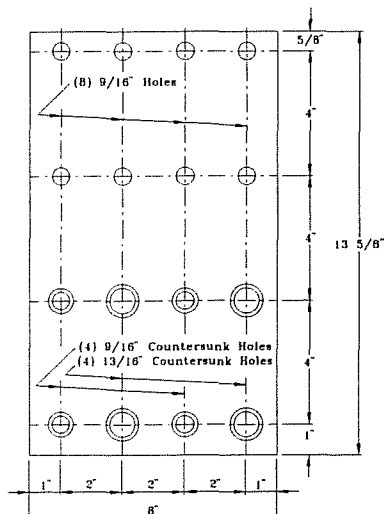 5/8"
(8) 9/16" Holes
4"
4"
13 5/8"
(4) 9/16" Countersunk Holes
(4) 13/16" Countersunk Holes
4"
1"
1" 2" 2" 2" 1"
8"